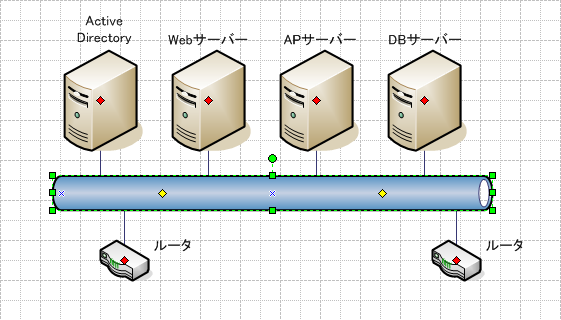 Active
Directory
Webサーバー
APサーバー
DBサーバー
ルータ
ルータ